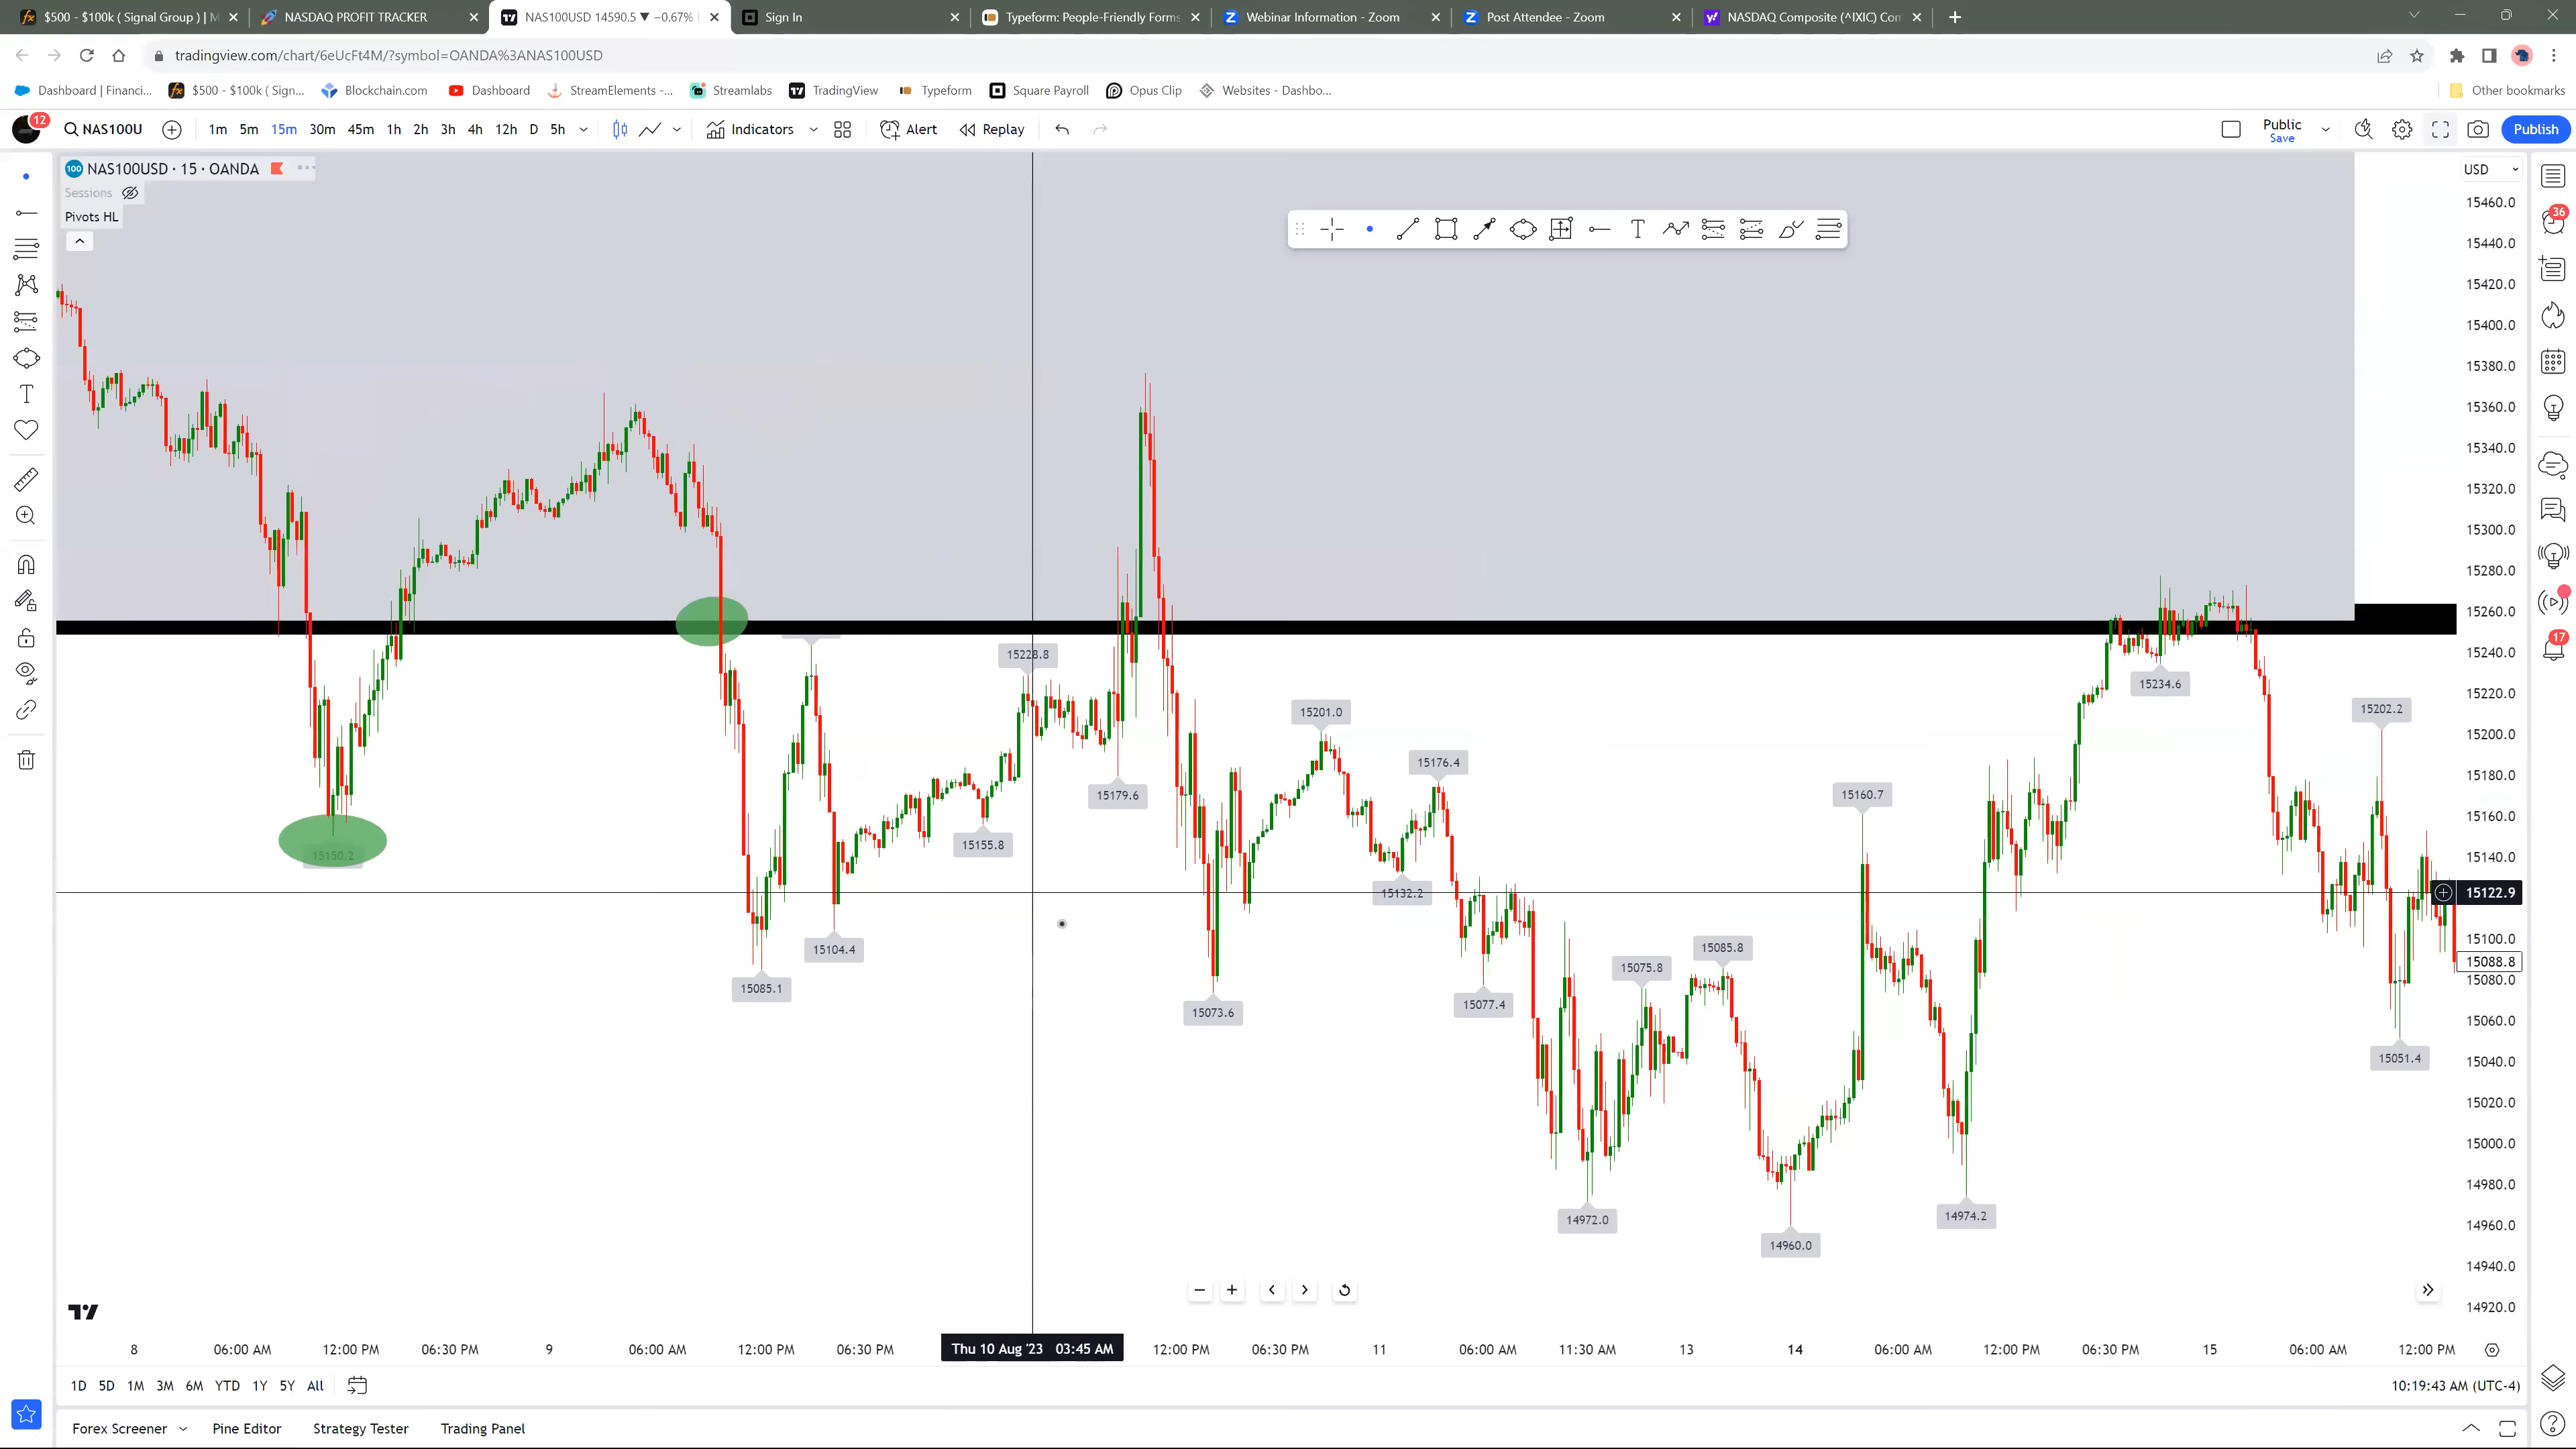 $500 - $100k ( Signal Group ) | M
NASDAQ PROFIT TRACKER
NAS100USD 14590.5 ▼ −0.67%
Sign In
Typeform: People-Friendly Forms
Webinar Information - Zoom
Post Attendee - Zoom
NASDAQ Composite (^IXIC) Con
tradingview.com/chart/6eUcFt4M/?symbol=OANDA%3ANAS100USD
Dashboard | Financi...
$500 - $100k ( Sign...
Blockchain.com
Dashboard
StreamElements -...
Streamlabs
TradingView
Typeform
Square Payroll
Opus Clip
Websites - Dashbo...
Other bookmarks
12
NAS100U
1m 5m 15m 30m 45m 1h 2h 3h 4h 12h D 5h
Indicators
Alert
Replay
Public
Save
Publish
100 NAS100USD · 15 · OANDA
USD
Sessions
Pivots HL
15460.0
36
15440.0
15420.0
15400.0
15380.0
15360.0
15340.0
15320.0
15300.0
15280.0
15260.0
17
15228.8
15240.0
15234.6
15220.0
15201.0
15202.2
15200.0
15176.4
15180.0
15179.6
15160.7
15160.0
15155.8
15150.2
15140.0
15132.2
15122.9
15104.4
15085.8
15100.0
15075.8
15088.8
15085.1
15080.0
15073.6
15077.4
15060.0
15051.4
15040.0
15020.0
15000.0
14980.0
14972.0
14974.2
14960.0
14960.0
14940.0
14920.0
8 06:00 AM 12:00 PM 06:30 PM 9 06:00 AM 12:00 PM 06:30 PM Thu 10 Aug '23 03:45 AM 12:00 PM 06:30 PM 11 06:00 AM 11:30 AM 13 14 06:00 AM 12:00 PM 06:30 PM 15 06:00 AM 12:00 PM
1D 5D 1M 3M 6M YTD 1Y 5Y All
10:19:43 AM (UTC-4)
Forex Screener
Pine Editor
Strategy Tester
Trading Panel